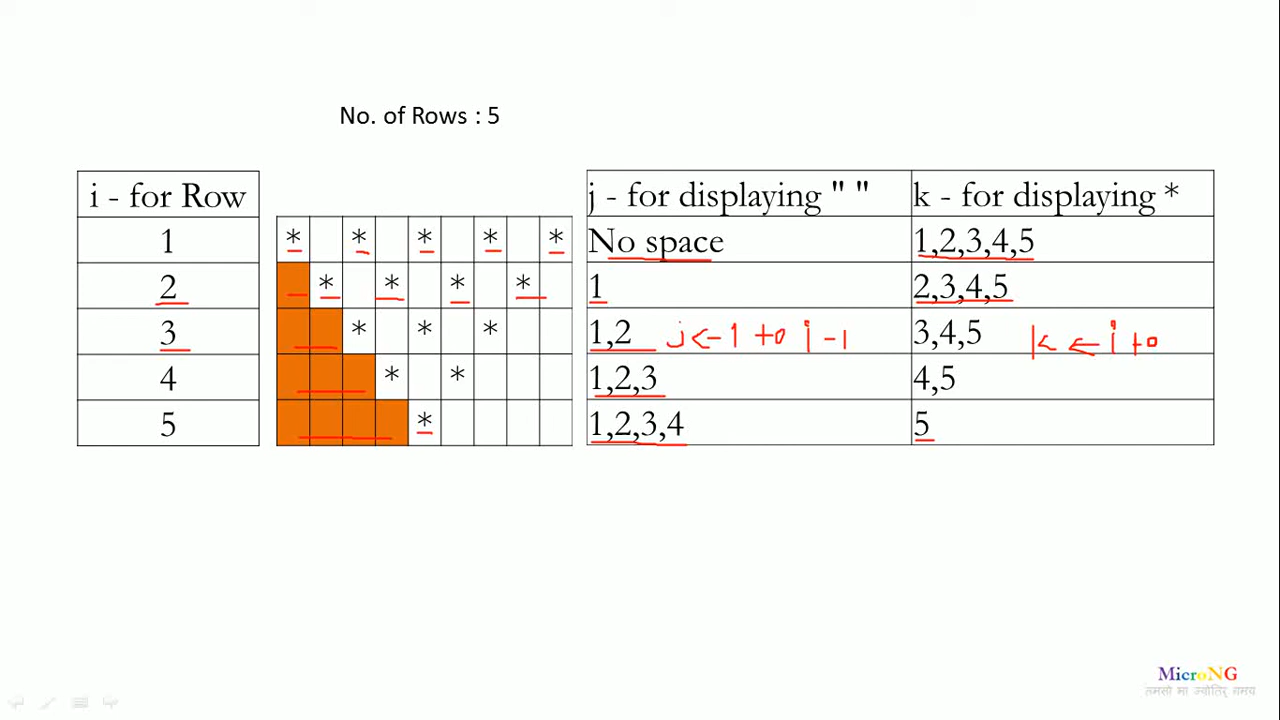 No. of Rows : 5
i - for Row j - for displaying " " k - for displaying *
1 * * * * * No space 1,2,3,4,5
2 * * * * 1 2,3,4,5
3 * * * 1,2 j<-1 to i-1 3,4,5 k <- i to
4 * * 1,2,3 4,5
5 * 1,2,3,4 5
MicroNG
तमसो मा ज्योतिर् गमय